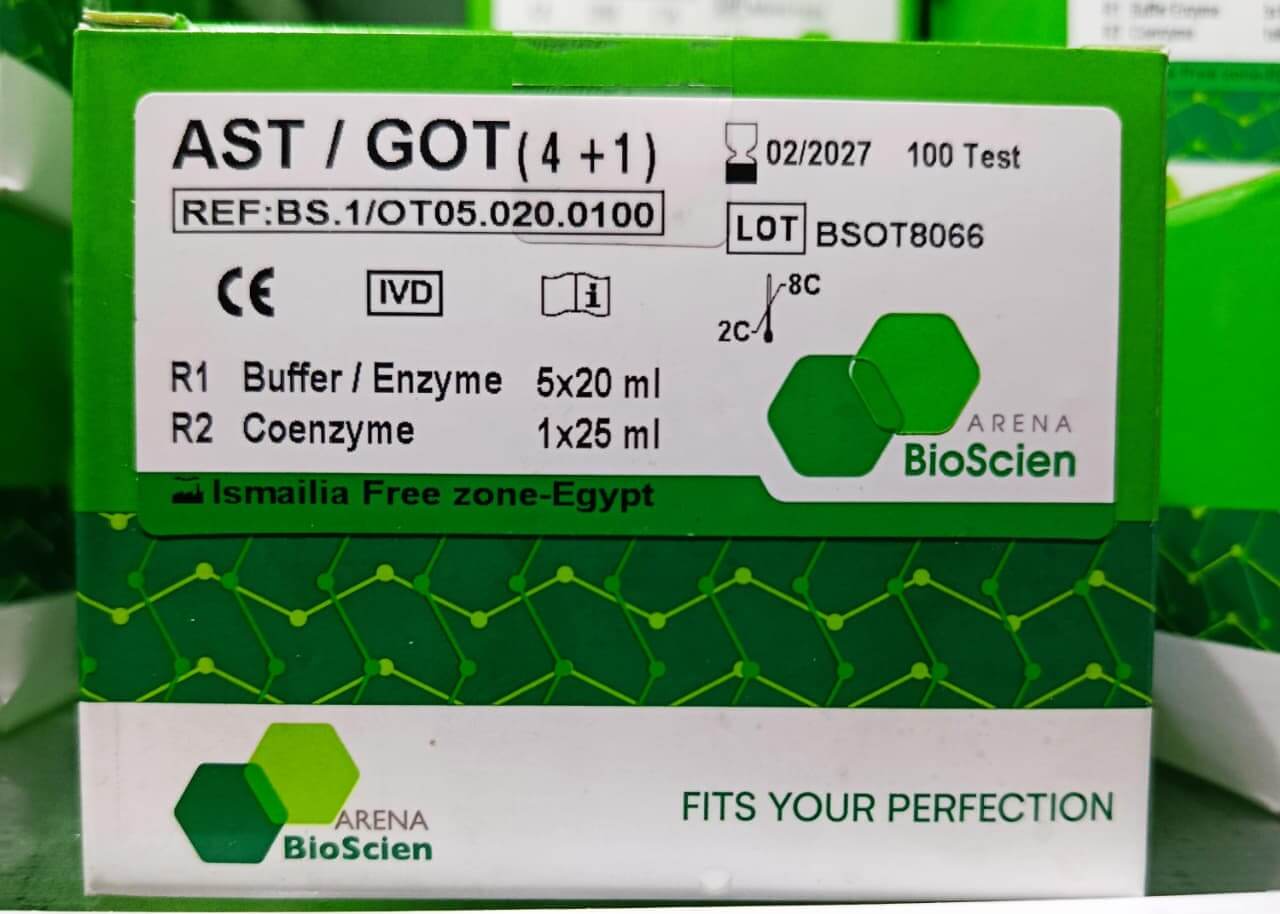 AST / GOT (4 +1)
02/2027 100 Test
REF:BS.1/OT05.020.0100
LOT BSOT8066
CE IVD i
8C
2C
R1 Buffer / Enzyme 5x20 ml
R2 Coenzyme 1x25 ml
ARENA
BioScien
Ismailia Free zone-Egypt
ARENA
BioScien
FITS YOUR PERFECTION